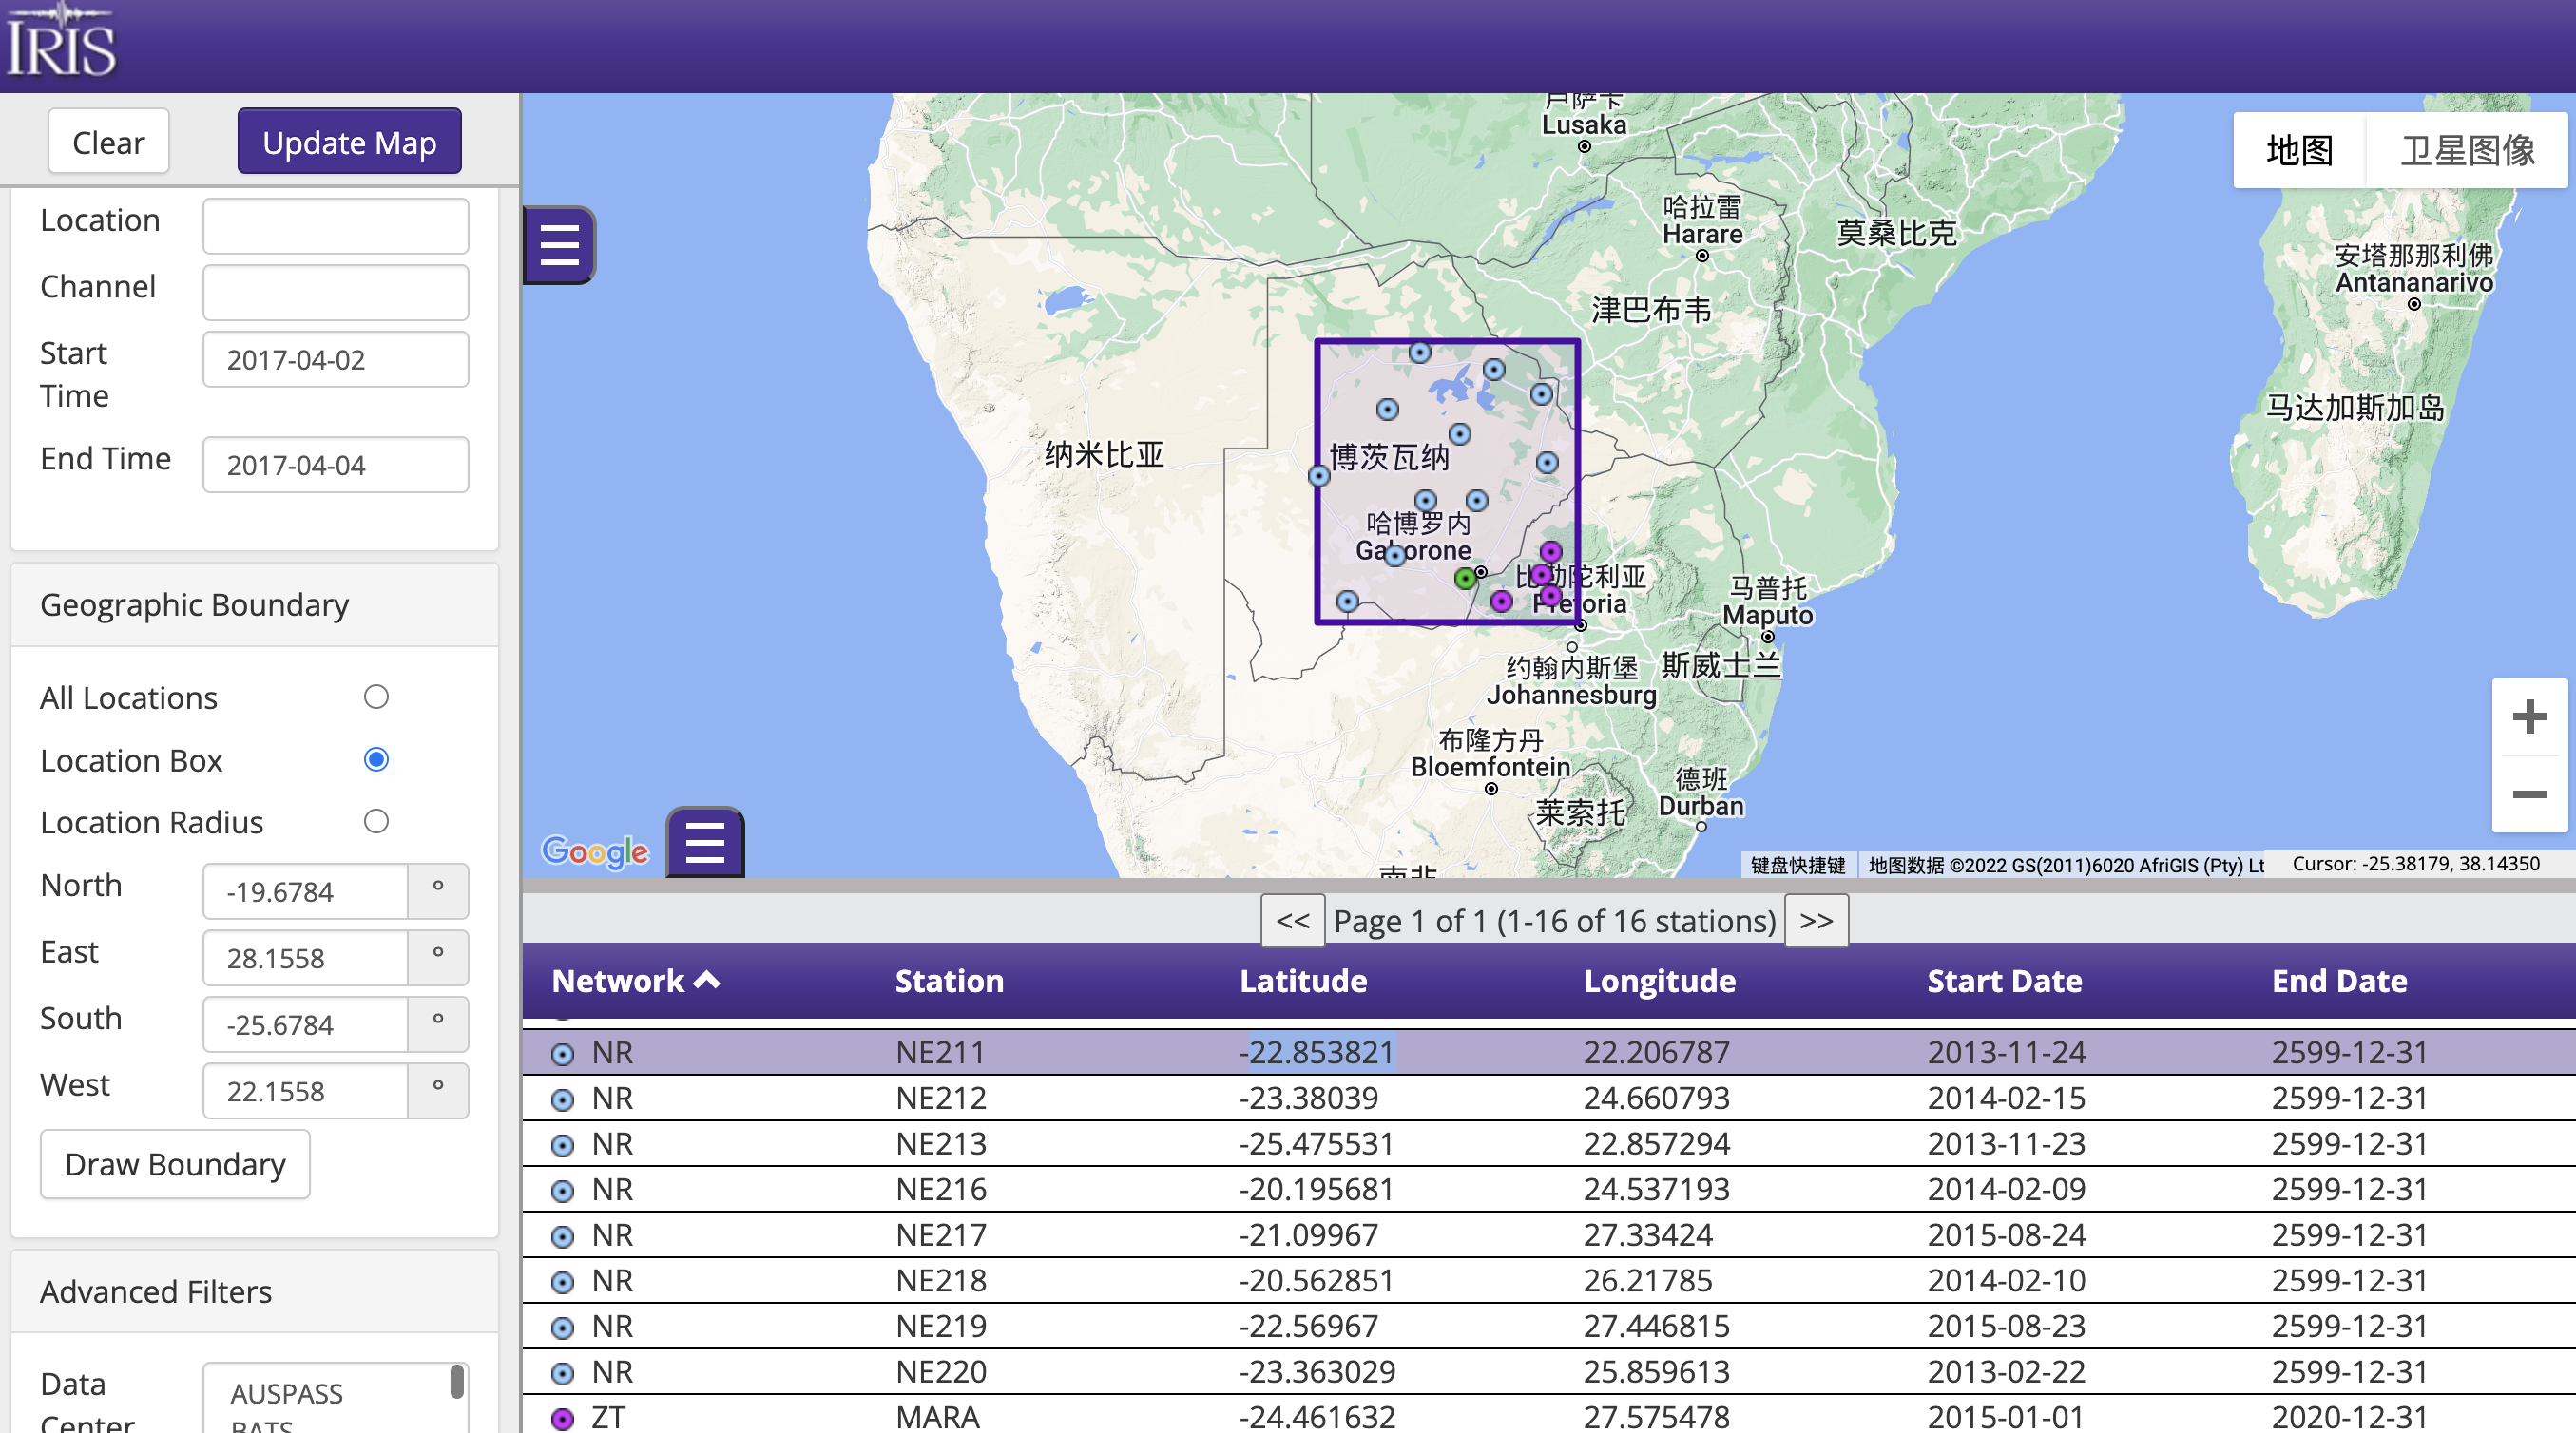 IRIS
Clear
Update Map
Location
Channel
Start Time
2017-04-02
End Time
2017-04-04
Geographic Boundary
All Locations
Location Box
Location Radius
North
-19.6784
°
East
28.1558
°
South
-25.6784
°
West
22.1558
°
Draw Boundary
Advanced Filters
Data Center
AUSPASS
BATS
卢萨卡
Lusaka
地图
卫星图像
哈拉雷
Harare
莫桑比克
安塔那那利佛
Antananarivo
津巴布韦
马达加斯加岛
纳米比亚
博茨瓦纳
哈博罗内
Gaborone
比勒陀利亚
Pretoria
马普托
Maputo
约翰内斯堡
Johannesburg
斯威士兰
布隆方丹
Bloemfontein
德班
Durban
莱索托
南非
Google
键盘快捷键
地图数据 ©2022 GS(2011)6020 AfriGIS (Pty) Lt
Cursor: -25.38179, 38.14350
<< Page 1 of 1 (1-16 of 16 stations) >>
Network Station Latitude Longitude Start Date End Date
NR NE211 -22.853821 22.206787 2013-11-24 2599-12-31
NR NE212 -23.38039 24.660793 2014-02-15 2599-12-31
NR NE213 -25.475531 22.857294 2013-11-23 2599-12-31
NR NE216 -20.195681 24.537193 2014-02-09 2599-12-31
NR NE217 -21.09967 27.33424 2015-08-24 2599-12-31
NR NE218 -20.562851 26.21785 2014-02-10 2599-12-31
NR NE219 -22.56967 27.446815 2015-08-23 2599-12-31
NR NE220 -23.363029 25.859613 2013-02-22 2599-12-31
ZT MARA -24.461632 27.575478 2015-01-01 2020-12-31